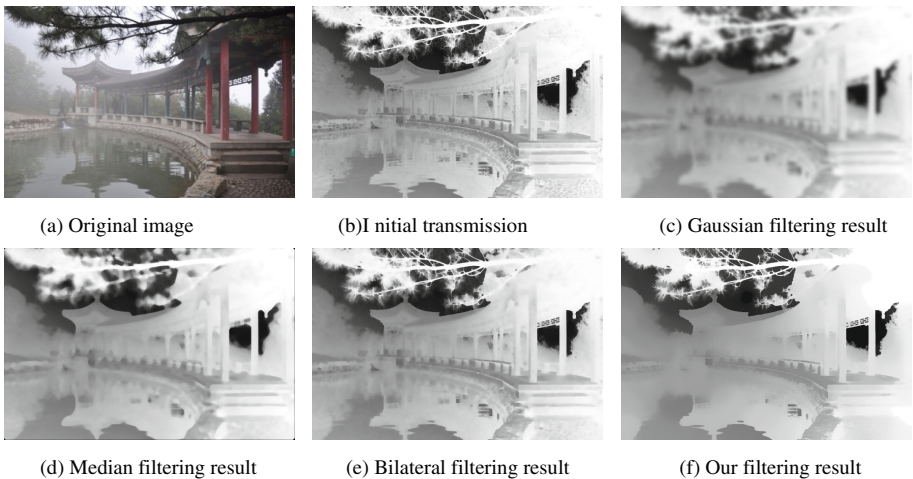 (a) Original image
(b)I nitial transmission
(c) Gaussian filtering result
(d) Median filtering result
(e) Bilateral filtering result
(f) Our filtering result